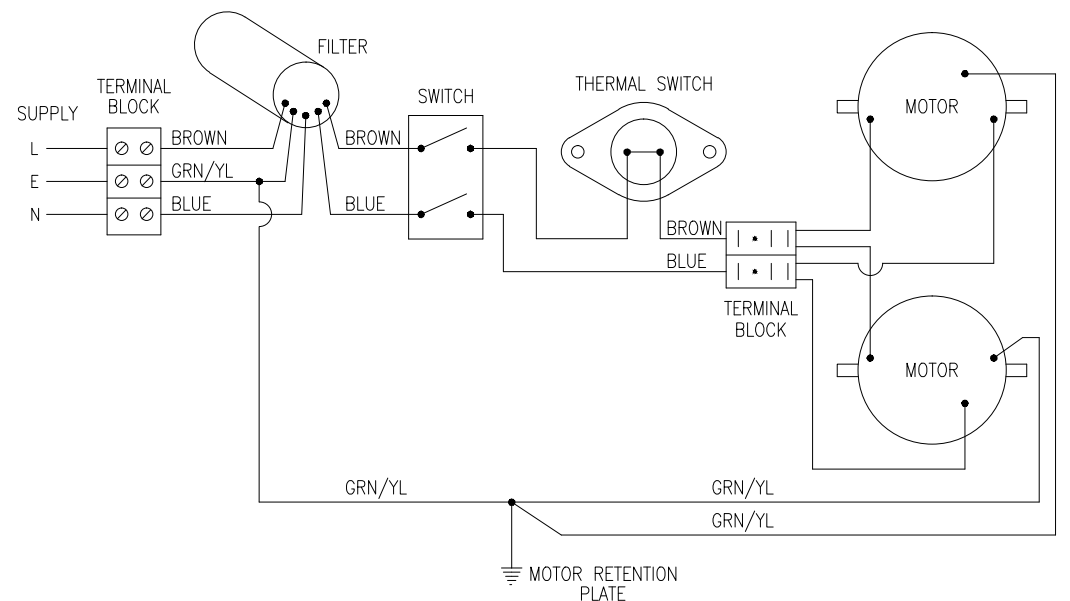 FILTER
TERMINAL
BLOCK
THERMAL SWITCH
SWITCH
SUPPLY
MOTOR
L
BROWN
BROWN
E
GRN/YL
N
BLUE
BLUE
BROWN
BLUE
TERMINAL
BLOCK
MOTOR
GRN/YL
GRN/YL
GRN/YL
MOTOR RETENTION
PLATE